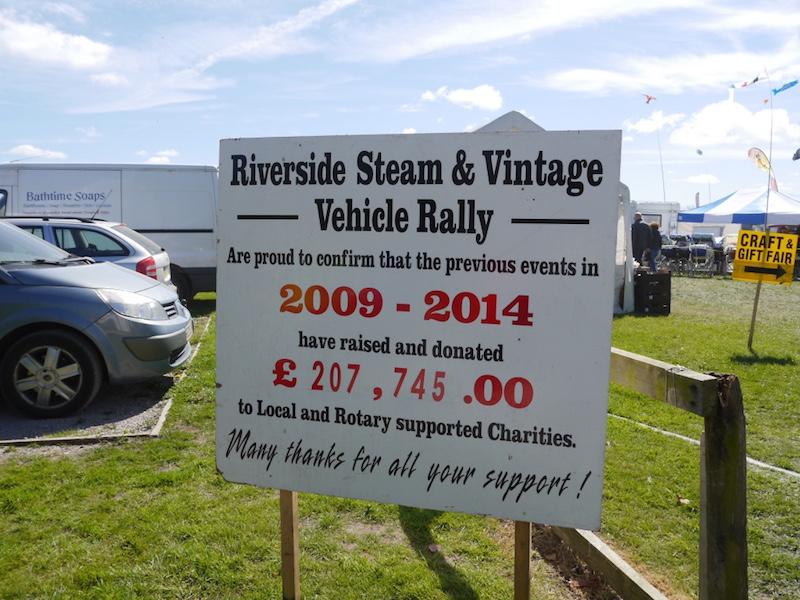 Riverside Steam & Vintage
Vehicle Rally
Are proud to confirm that the previous events in
2009 - 2014
have raised and donated
£ 207,745.00
to Local and Rotary supported Charities.
Many thanks for all your support !
Bathtime Soaps
CRAFT &
GIFT FAIR